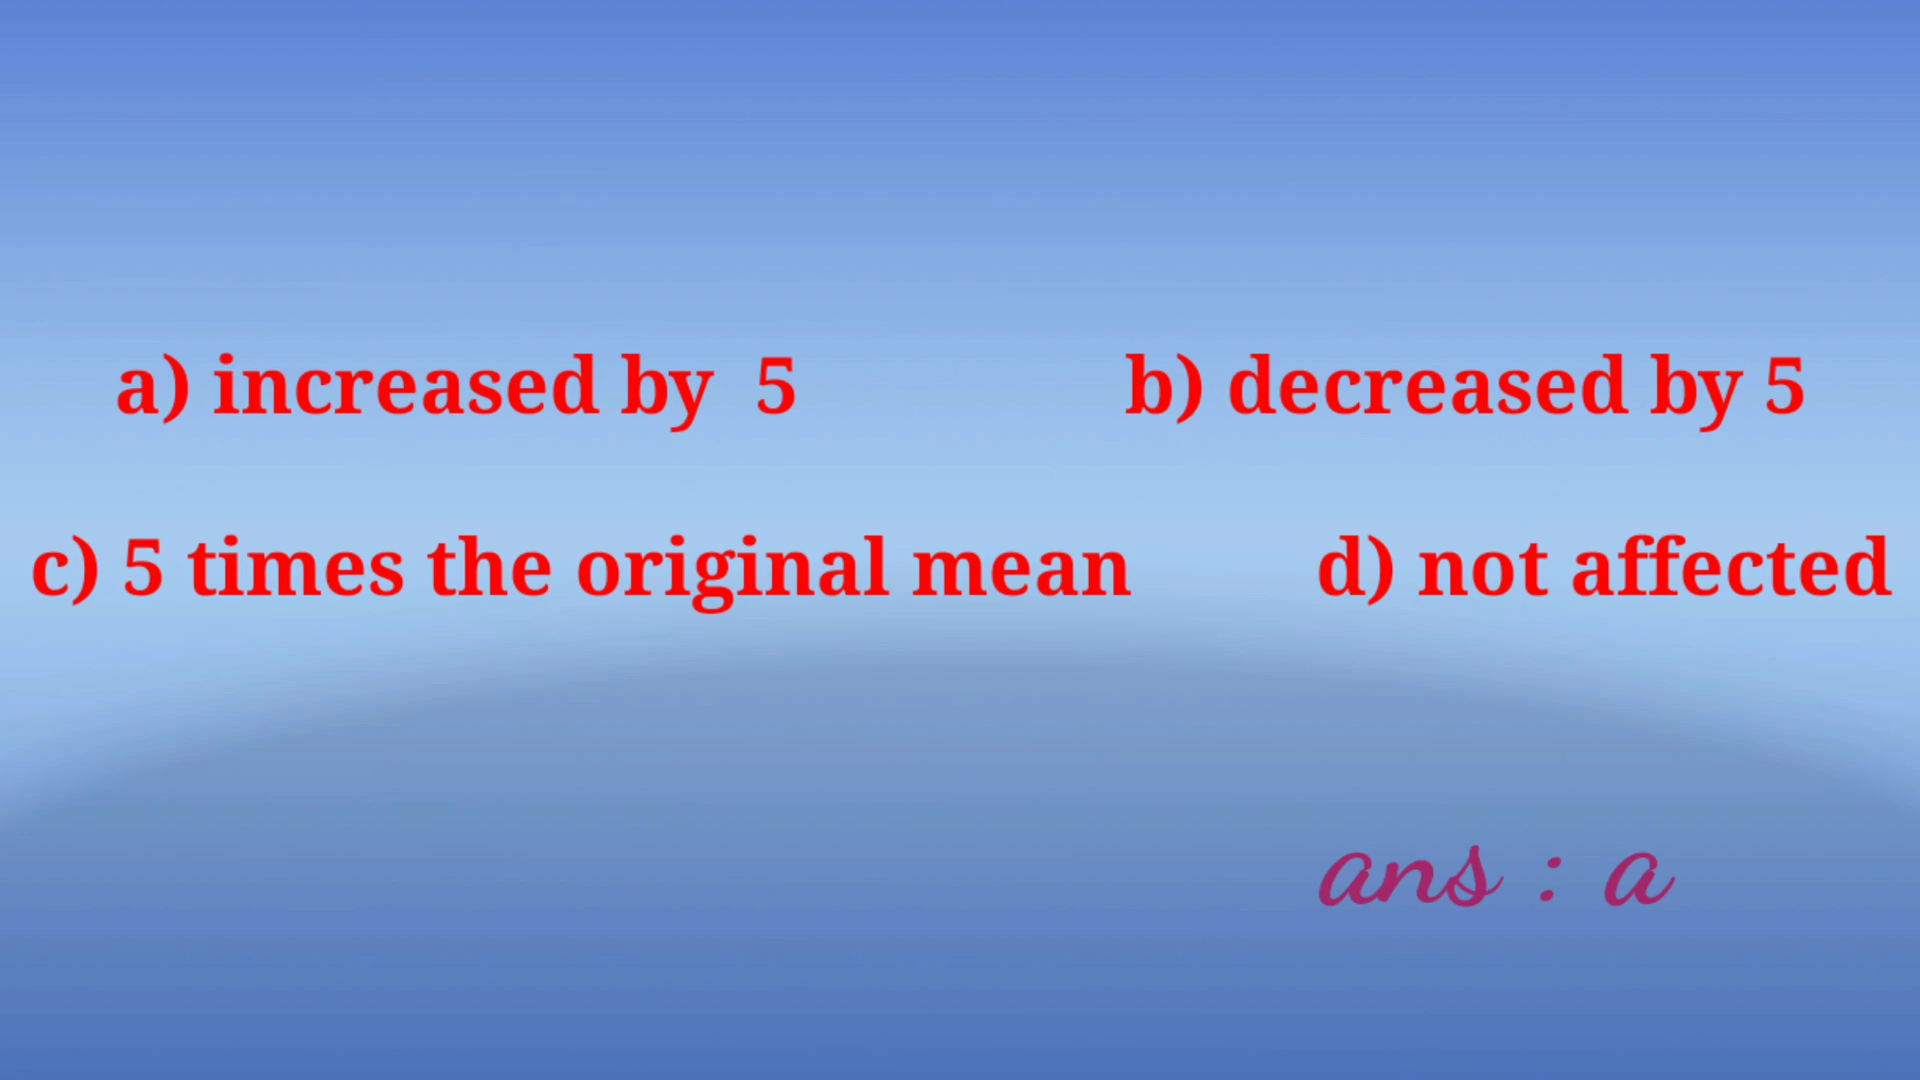 a) increased by 5 b) decreased by 5
c) 5 times the original mean d) not affected
ans : a